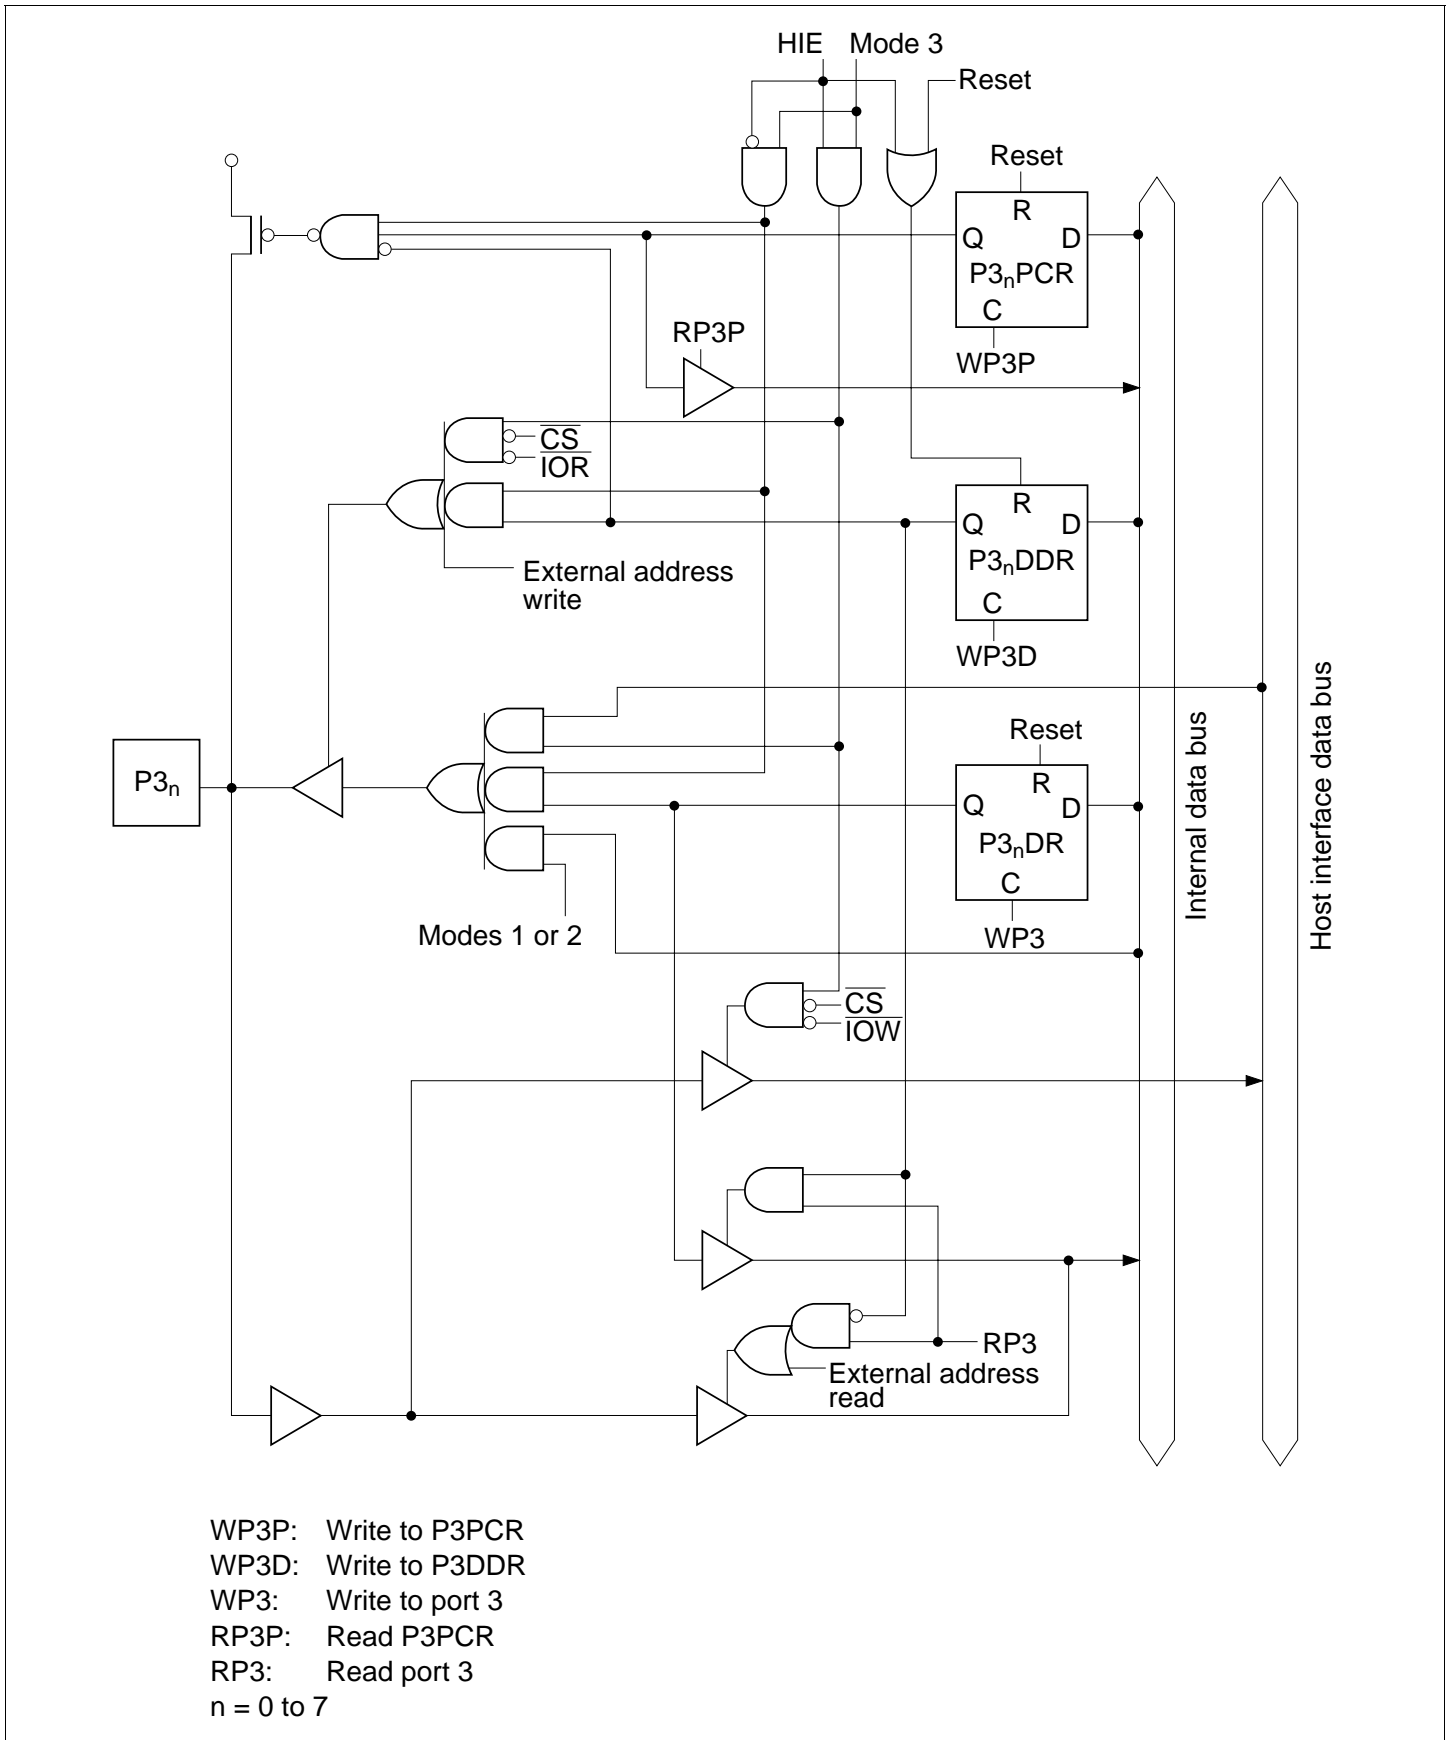 HIE Mode 3
Reset
Reset
R
Q D
P3nPCR
C
WP3P
RP3P
CS
IOR
R
Q D
P3nDDR
C
WP3D
External address
write
Reset
R
Q D
P3nDR
C
WP3
P3n
Modes 1 or 2
Internal data bus
Host interface data bus
CS
IOW
RP3
External address
read
WP3P: Write to P3PCR
WP3D: Write to P3DDR
WP3: Write to port 3
RP3P: Read P3PCR
RP3: Read port 3
n = 0 to 7